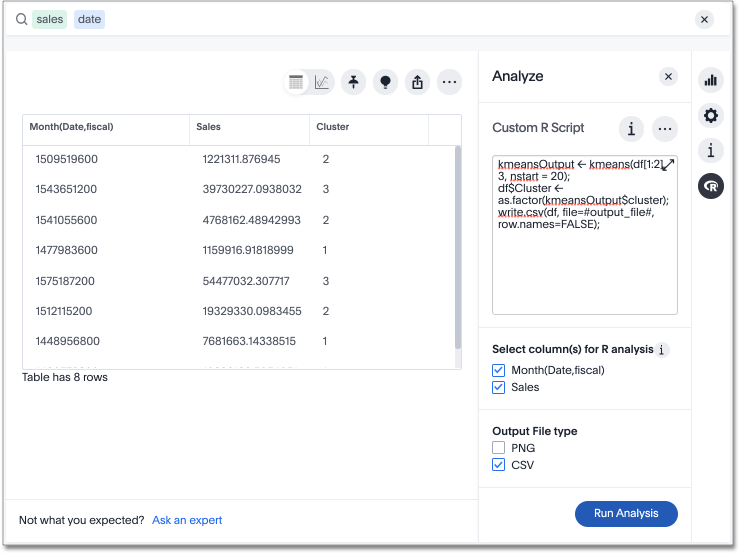 sales date
Analyze
Month(Date,fiscal) Sales Cluster
1509519600 1221311.876945 2
1543651200 39730227.0938032 3
1541055600 4768162.48942993 2
1477983600 1159916.91818999 1
1575187200 54477032.307717 3
1512115200 19329330.0983455 2
1448956800 7681663.14338515 1
Table has 8 rows
Custom R Script
kmeansOutput <- kmeans(df[1:2],
3, nstart = 20);
df$Cluster <-
as.factor(kmeansOutput$cluster);
write.csv(df, file=#output_file#,
row.names=FALSE);
Select column(s) for R analysis
Month(Date,fiscal)
Sales
Output File type
PNG
CSV
Run Analysis
Not what you expected? Ask an expert